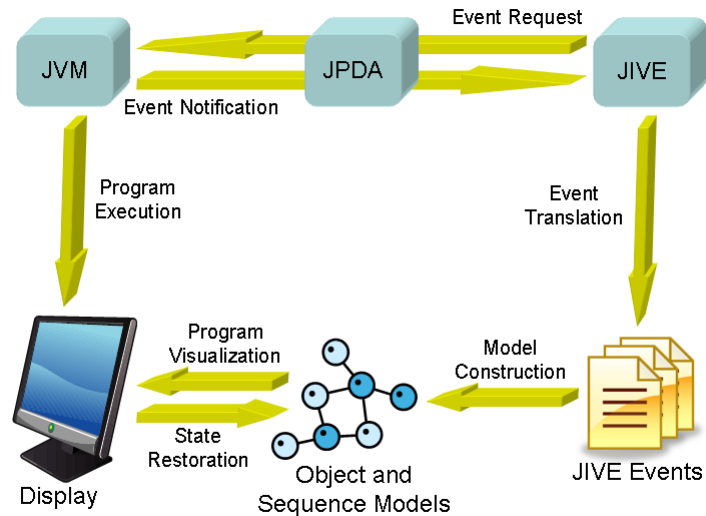 Event Request
JVM
JPDA
JIVE
Event Notification
Program
Execution
Event
Translation
Program
Visualization
Model
Construction
State
Restoration
Display
Object and
Sequence Models
JIVE Events